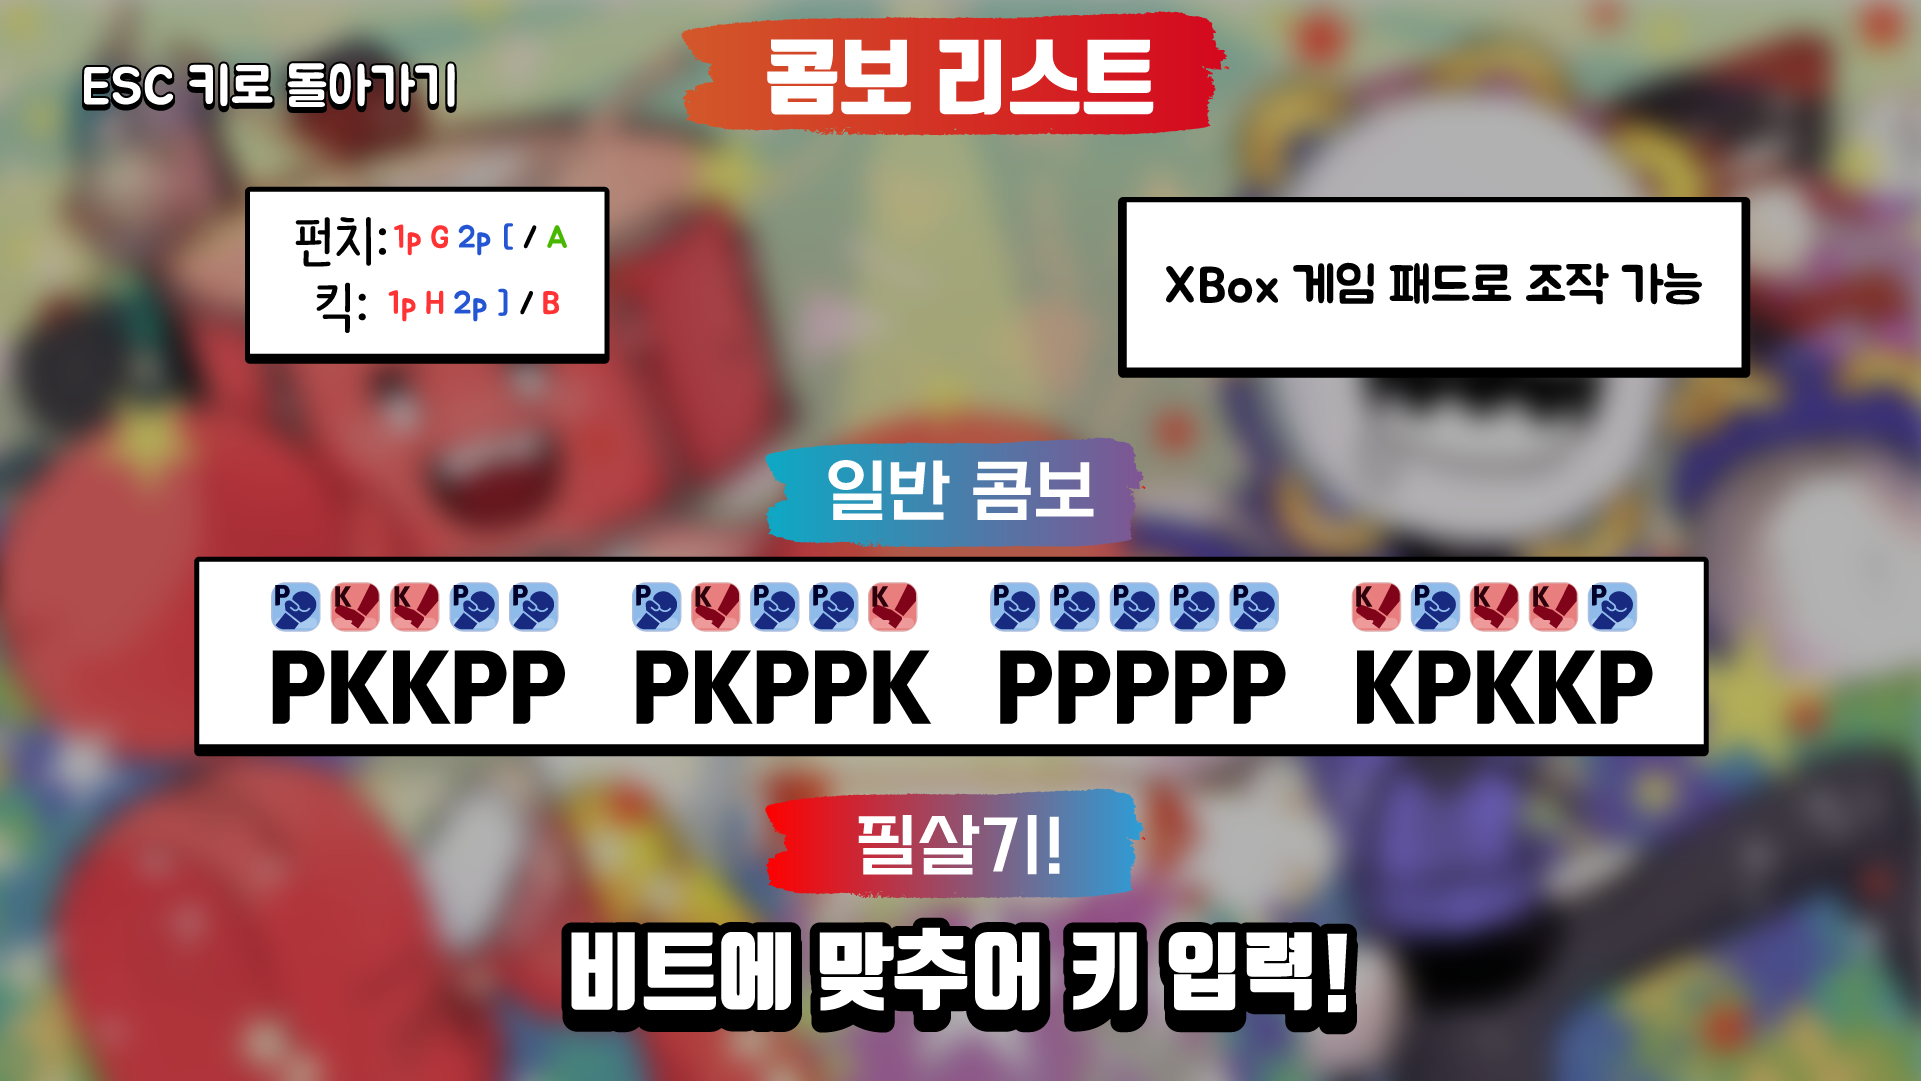 콤보 리스트
ESC 키로 돌아가기
펀치: 1p G 2p [ / A
킥: 1p H 2p ] / B
XBox 게임 패드로 조작 가능
일반 콤보
P K K P P P K P P K P P P P P K P K K P
PKKPP PKPPK PPPPP KPKKP
필살기!
비트에 맞추어 키 입력!